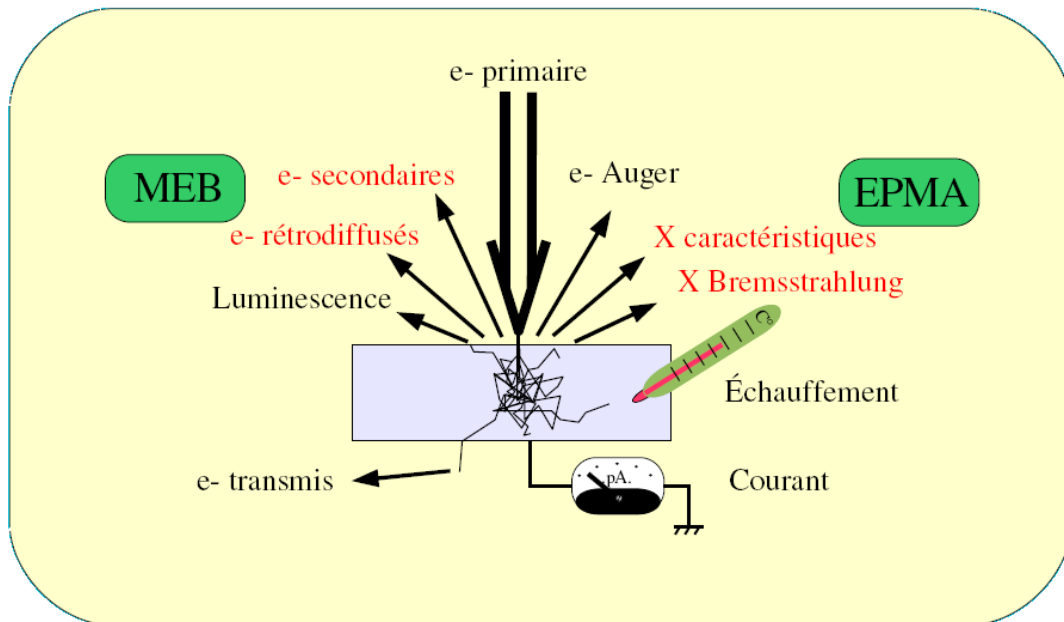 e- primaire
MEB
e- secondaires
e- Auger
EPMA
e- rétrodiffusés
X caractéristiques
Luminescence
X Bremsstrahlung
C°
Échauffement
e- transmis
pA.
Courant